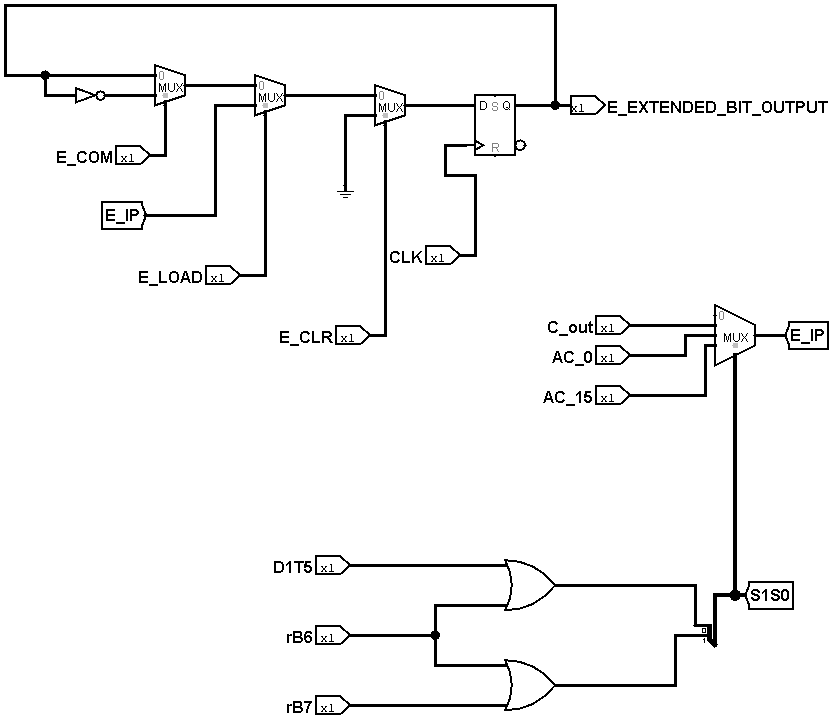 0
MUX
0
MUX
0
MUX
D S Q
R
x1
E_EXTENDED_BIT_OUTPUT
E_COM x1
E_IP
E_LOAD x1
CLK x1
E_CLR x1
C_out x1
0
MUX
E_IP
AC_0 x1
AC_15 x1
D1T5 x1
S1S0
rB6 x1
0
1
rB7 x1